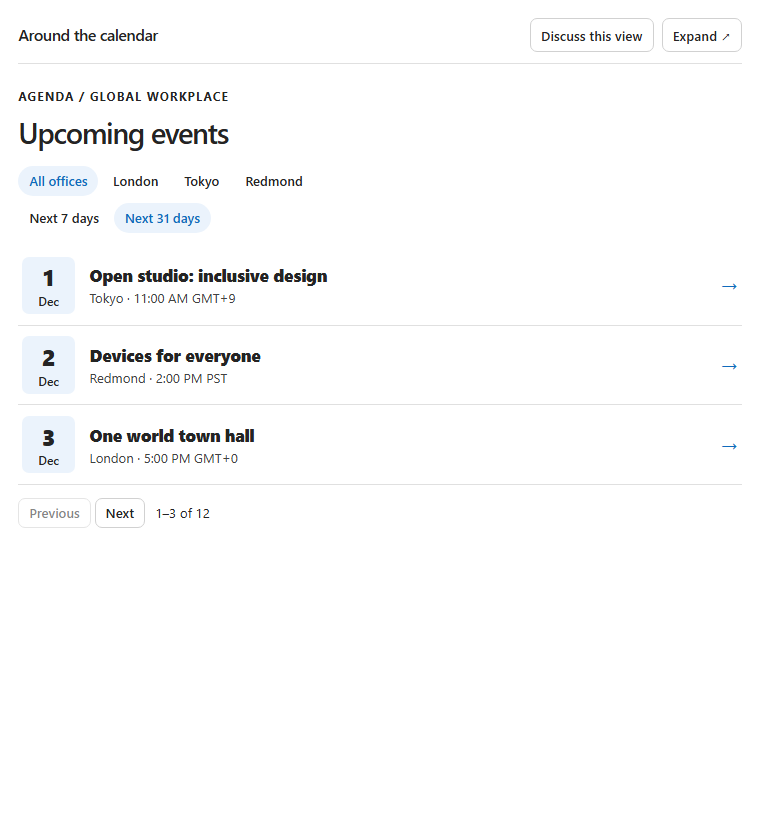 Around the calendar
Discuss this view
Expand ↗
AGENDA / GLOBAL WORKPLACE
Upcoming events
All offices London Tokyo Redmond
Next 7 days Next 31 days
1
Dec
Open studio: inclusive design
Tokyo · 11:00 AM GMT+9
→
2
Dec
Devices for everyone
Redmond · 2:00 PM PST
→
3
Dec
One world town hall
London · 5:00 PM GMT+0
→
Previous Next 1–3 of 12